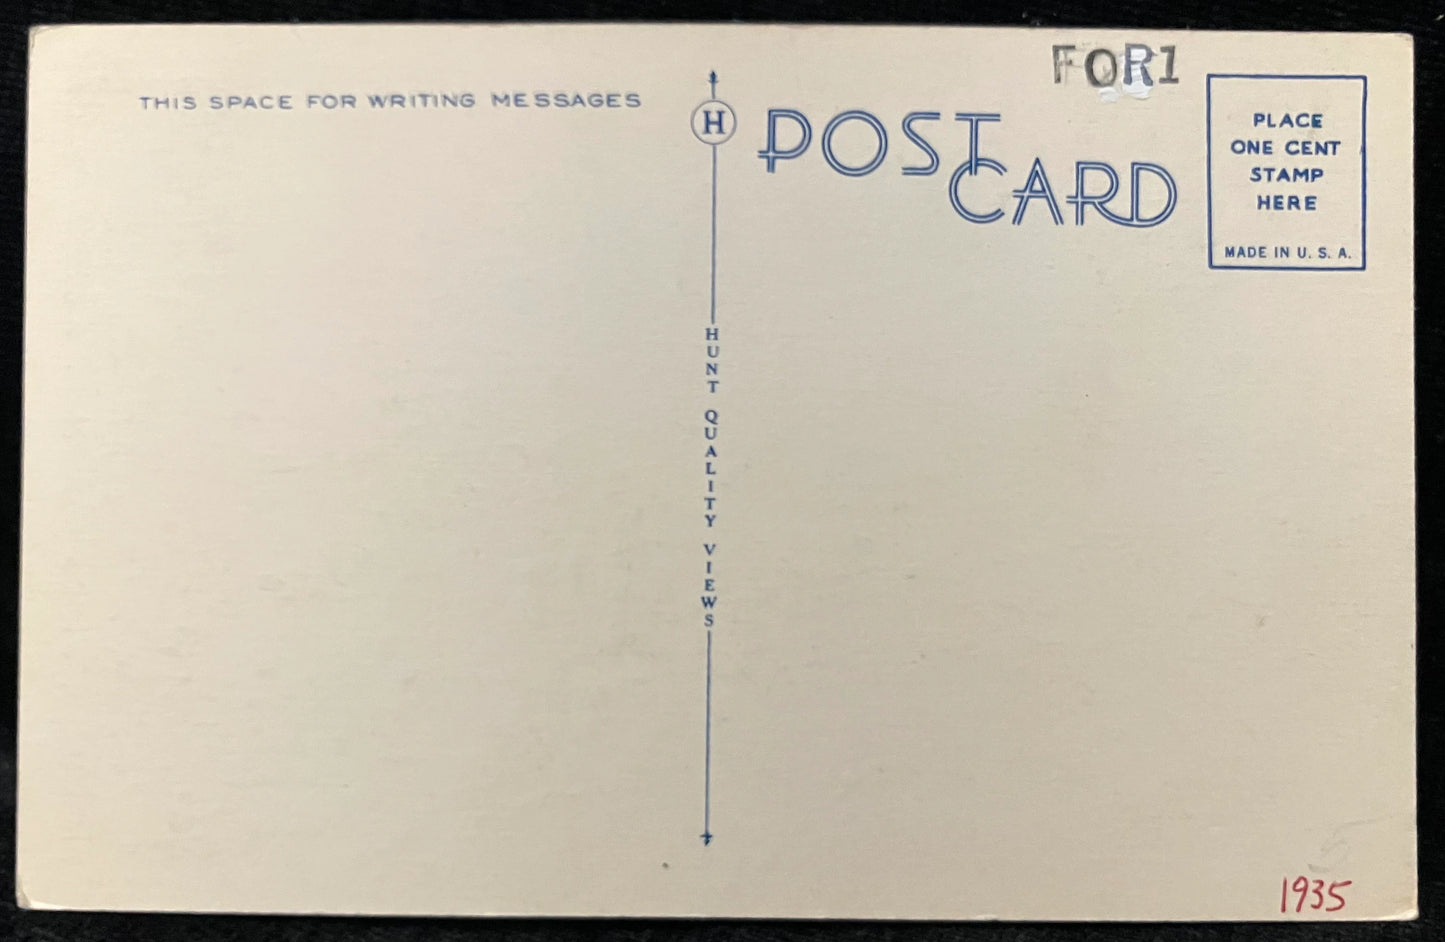 THIS SPACE FOR WRITING MESSAGES
H
HUNT QUALITY VIEWS
FOR1
POST
CARD
PLACE
ONE CENT
STAMP
HERE
MADE IN U. S. A.
1935